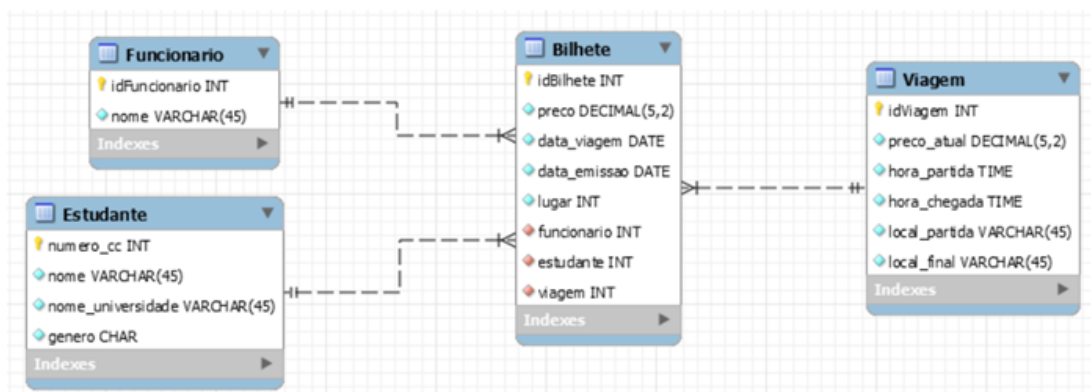 Funcionario
idFuncionario INT
nome VARCHAR(45)
Indexes
Estudante
numero_cc INT
nome VARCHAR(45)
nome_universidade VARCHAR(45)
genero CHAR
Indexes
Bilhete
idBilhete INT
preco DECIMAL(5,2)
data_viagem DATE
data_emissao DATE
lugar INT
funcionario INT
estudante INT
viagem INT
Indexes
Viagem
idViagem INT
preco_atual DECIMAL(5,2)
hora_partida TIME
hora_chegada TIME
local_partida VARCHAR(45)
local_final VARCHAR(45)
Indexes